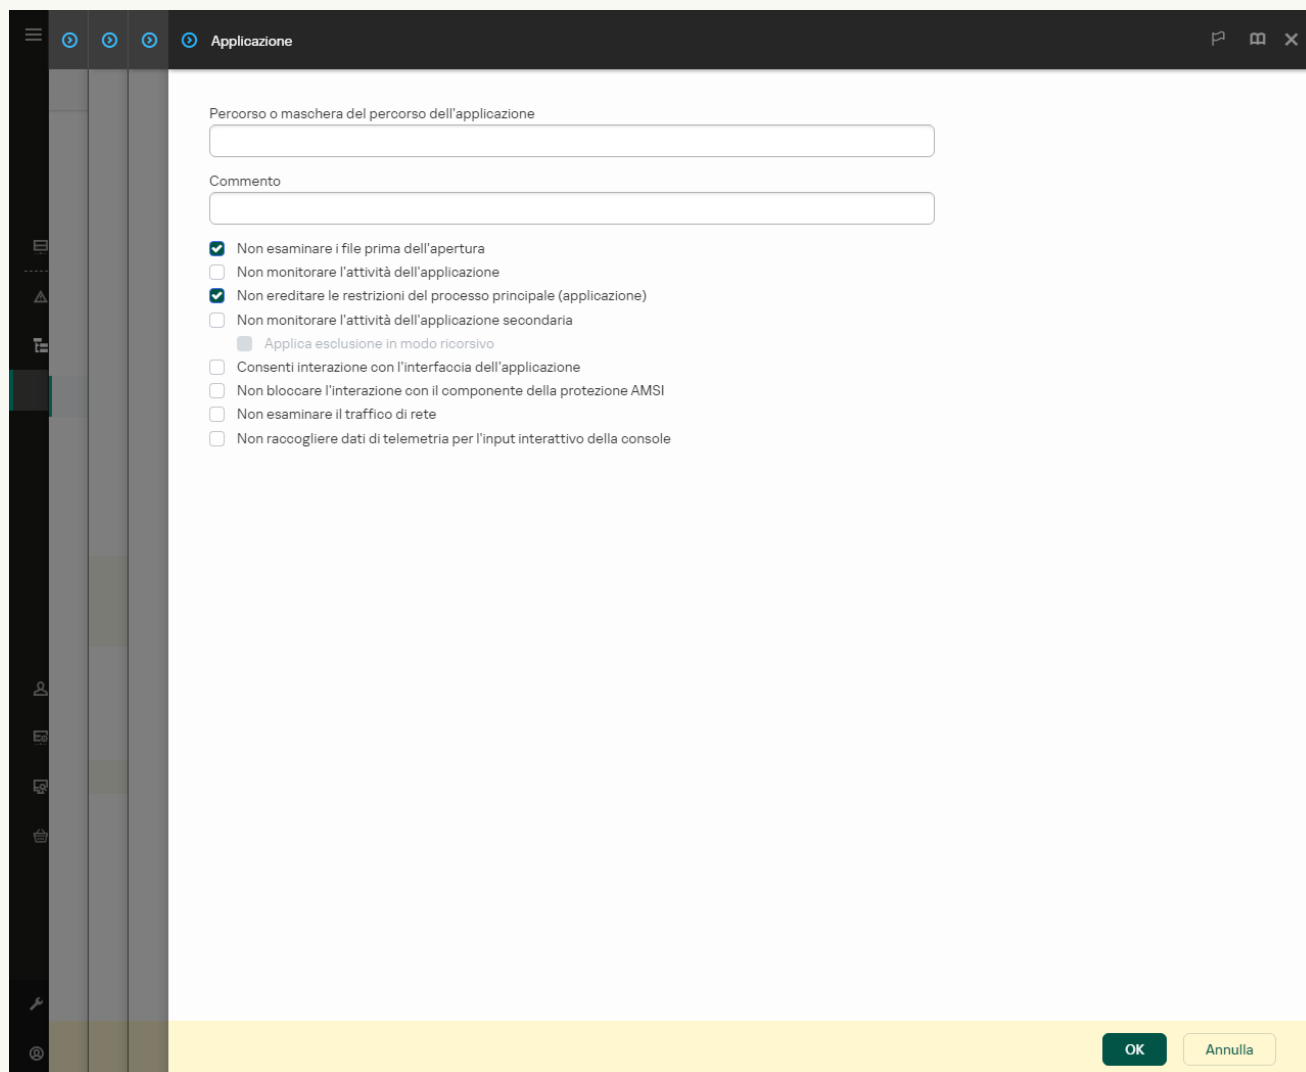 Applicazione
Percorso o maschera del percorso dell'applicazione
Commento
Non esaminare i file prima dell'apertura
Non monitorare l'attività dell'applicazione
Non ereditare le restrizioni del processo principale (applicazione)
Non monitorare l'attività dell'applicazione secondaria
Applica esclusione in modo ricorsivo
Consenti interazione con l'interfaccia dell'applicazione
Non bloccare l'interazione con il componente della protezione AMSI
Non esaminare il traffico di rete
Non raccogliere dati di telemetria per l'input interattivo della console
OK Annulla